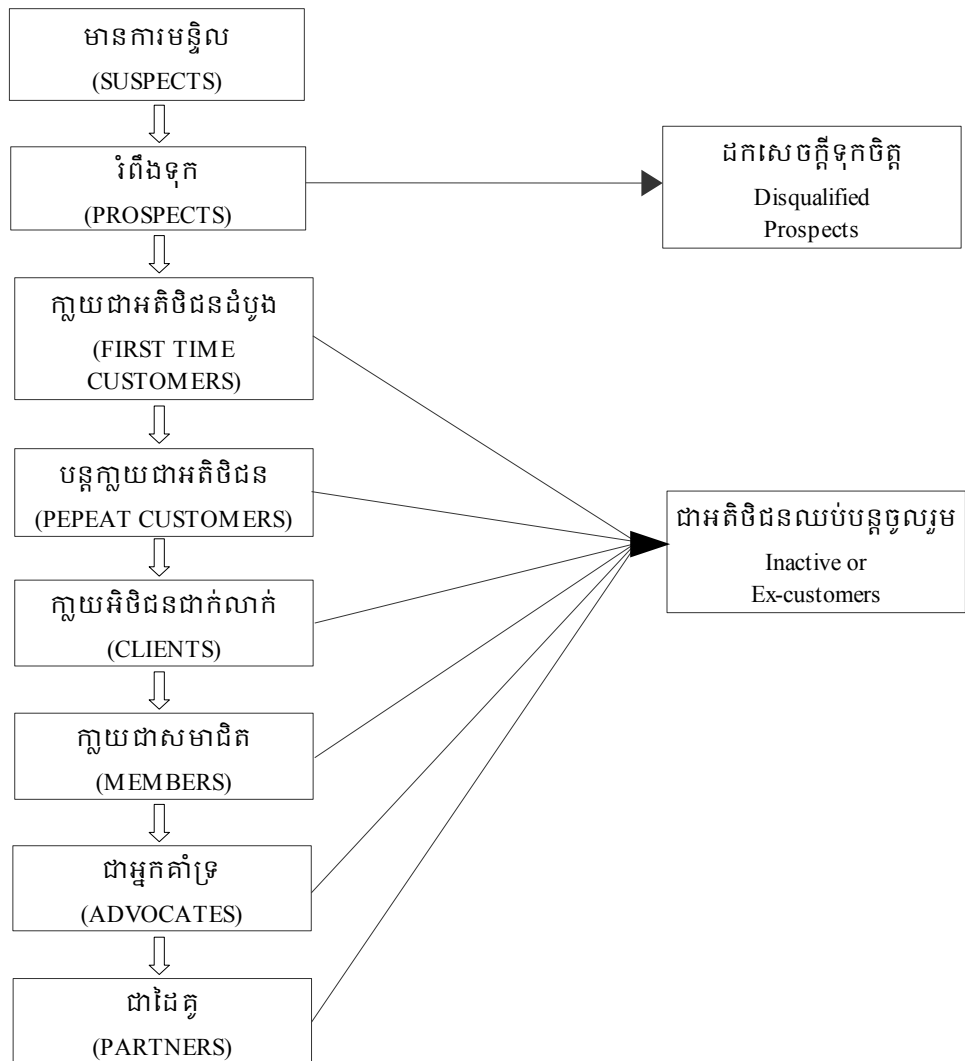 មានការមន្ទិល
(SUSPECTS)
រំពឹងទុក
(PROSPECTS)
ដកសេចក្តីទុកចិត្ត
Disqualified
Prospects
កា្លយជាអតិថិជនដំបូង
(FIRST TIME
CUSTOMERS)
បន្តកា្លយជាអតិថិជន
(PEPEAT CUSTOMERS)
ជាអតិថិជនឈប់បន្តចូលរួម
Inactive or
Ex-customers
កា្លយអិថិជនជាក់លាក់
(CLIENTS)
កា្លយជាសមាជិត
(MEMBERS)
ជាអ្នកគាំទ្រ
(ADVOCATES)
ជាដៃគូ
(PARTNERS)